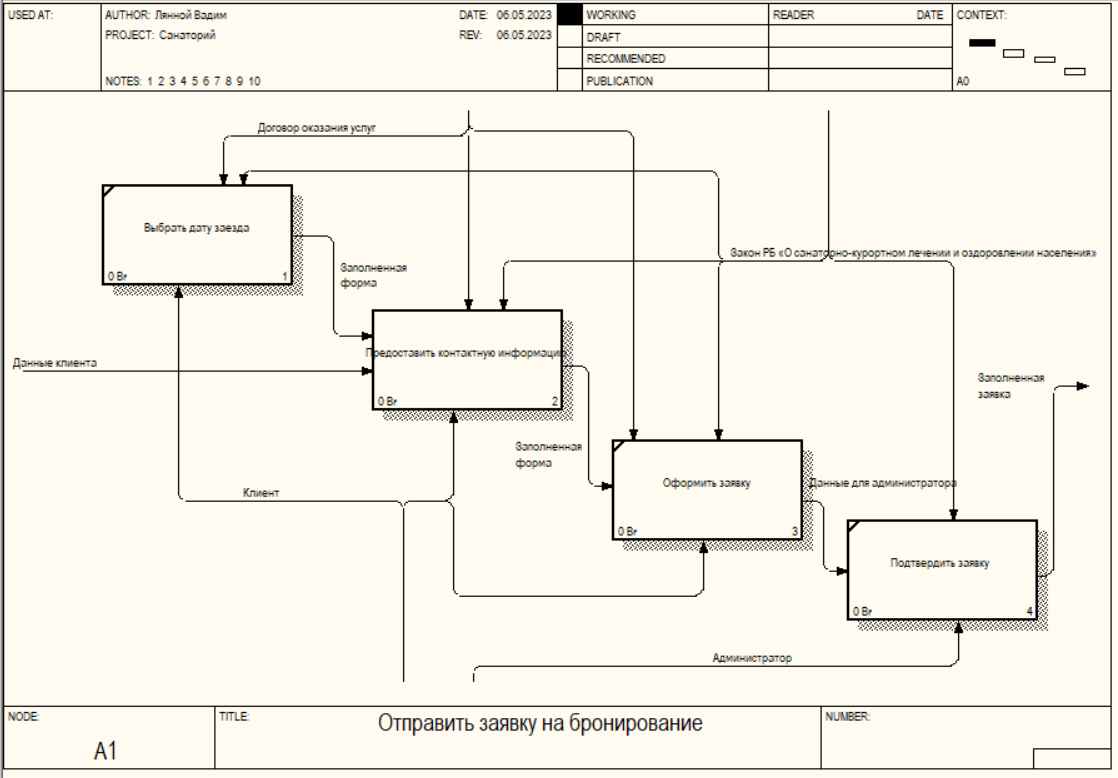 USED AT:
AUTHOR: Лянной Вадим
DATE: 06.05.2023
WORKING
READER
DATE
CONTEXT:
PROJECT: Санаторий
REV: 06.05.2023
DRAFT
RECOMMENDED
NOTES: 1 2 3 4 5 6 7 8 9 10
PUBLICATION
A0
Договор оказания услуг
Выбрать дату заезда
0 Br
1
Закон РБ «О санаторно-курортном лечении и оздоровлении населения»
Заполненная
форма
Предоставить контактную информацию
0 Br
2
Данные клиента
Заполненная
заявка
Заполненная
форма
Оформить заявку
0 Br
3
Данные для администратора
Клиент
Подтвердить заявку
0 Br
4
Администратор
NODE:
A1
TITLE:
Отправить заявку на бронирование
NUMBER: